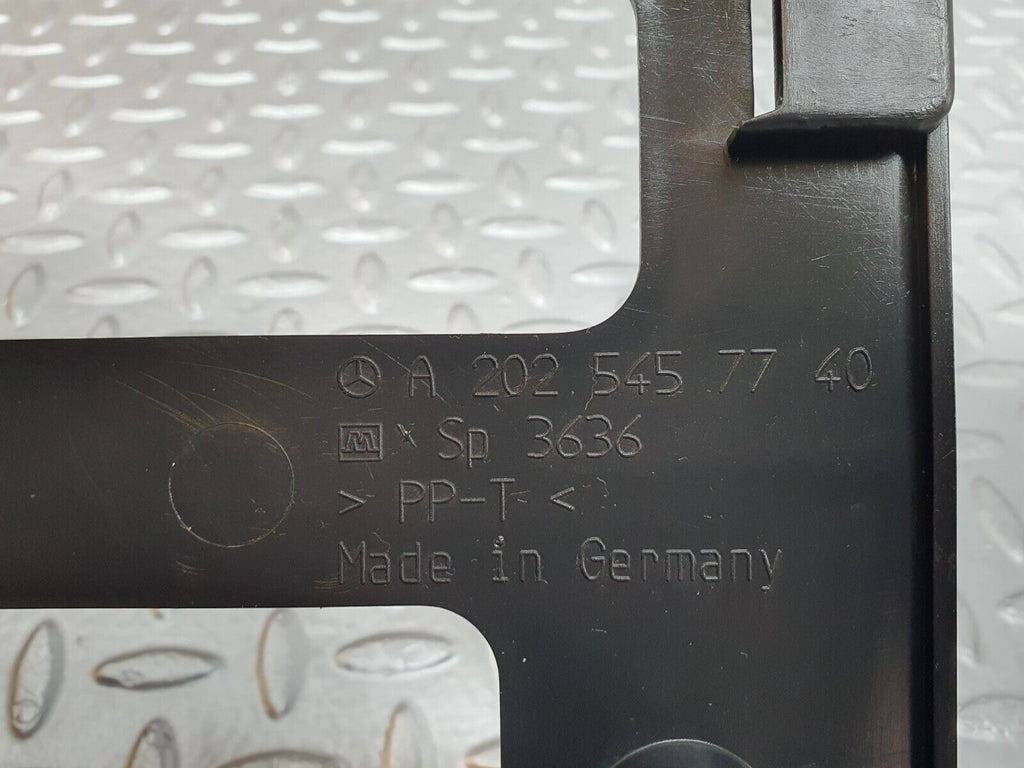 A 202 545 77 40
M x Sp 3636
> PP-T <
Made in Germany